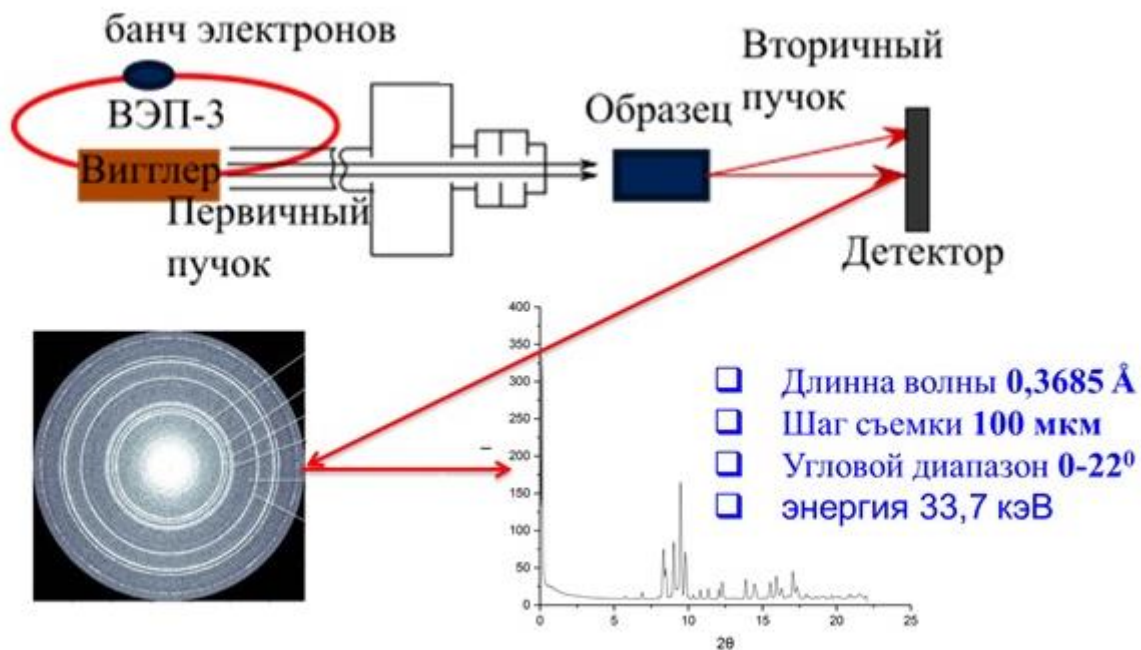 банч электронов
ВЭП-3
Вигглер
Первичный
пучок
Образец
Вторичный
пучок
Детектор
400
350
300
250
200
150
100
50
0
0 5 10 15 20 25
2θ
❑ Длинна волны 0,3685 Å
❑ Шаг съемки 100 мкм
❑ Угловой диапазон 0-22⁰
❑ энергия 33,7 кэВ